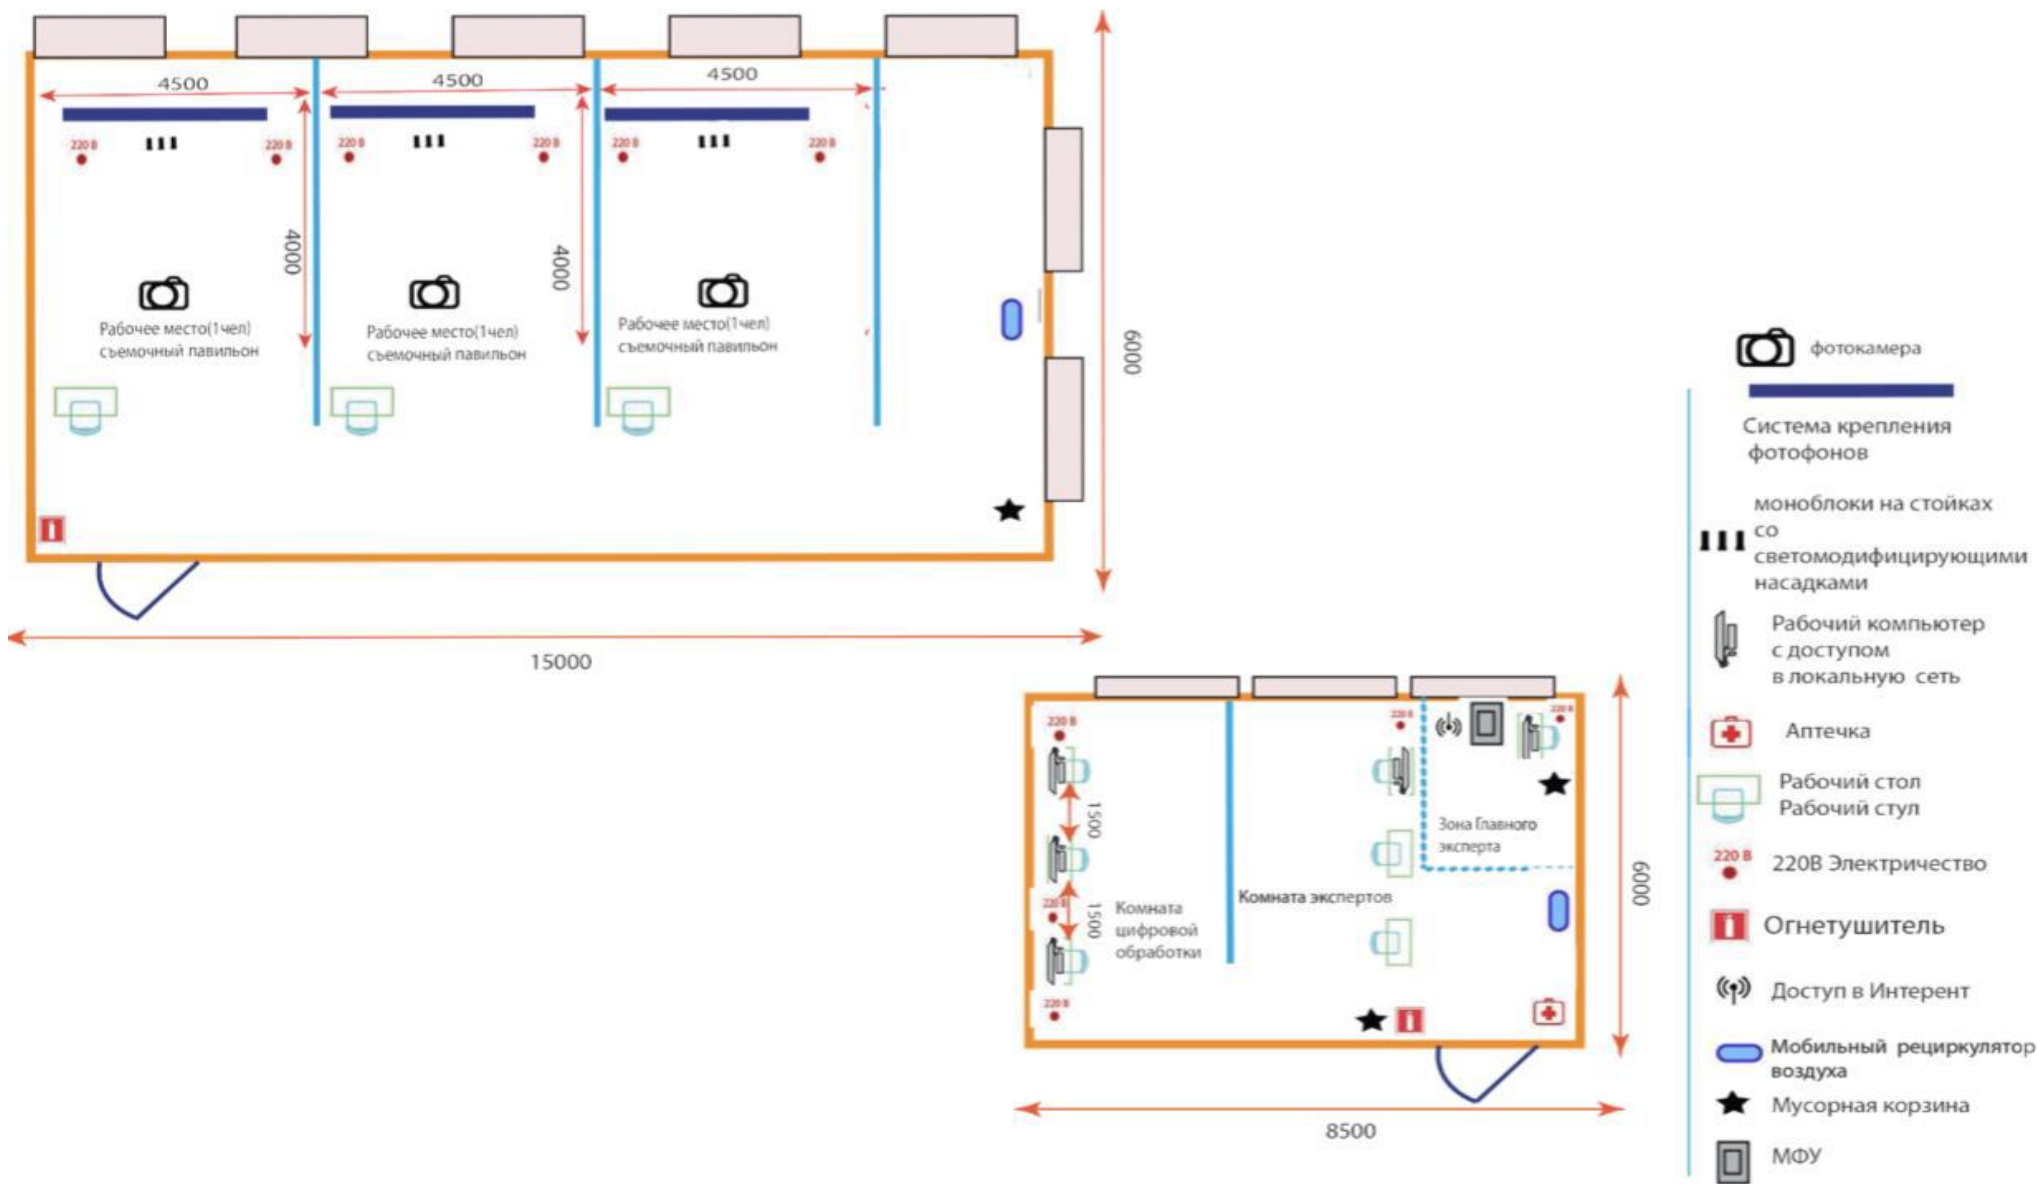 4500
4500
4500
220 В
220 В
220 В
220 В
220 В
220 В
4000
4000
Рабочее место(1чел)
съемочный павильон
Рабочее место(1чел)
съемочный павильон
Рабочее место(1чел)
съемочный павильон
6000
15000
220 В
220 В
220 В
1500
1500
220 В
220 В
Комната
цифровой
обработки
Комната экспертов
Зона Главного
эксперта
6000
8500
фотокамера
Система крепления
фотофонов
моноблоки на стойках
со
светомодифицирующими
насадками
Рабочий компьютер
с доступом
в локальную сеть
Аптечка
Рабочий стол
Рабочий стул
220 В
220В Электричество
Огнетушитель
Доступ в Интерент
Мобильный рециркулятор
воздуха
Мусорная корзина
МФУ